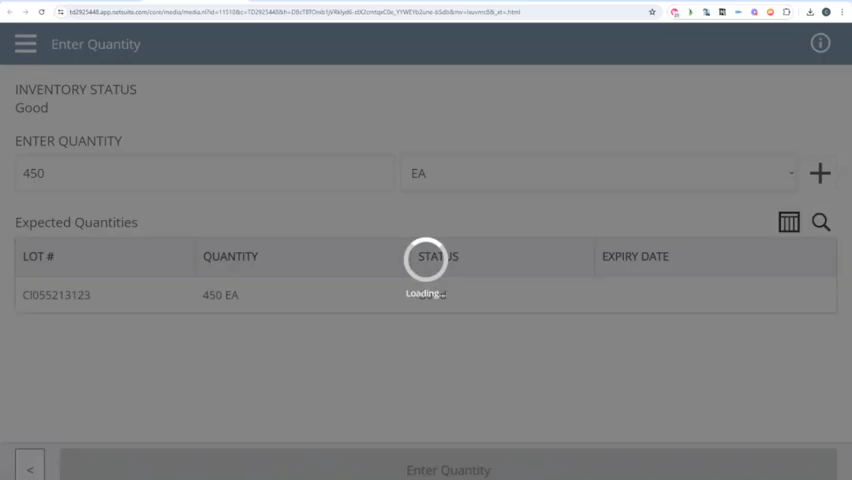 Enter Quantity
INVENTORY STATUS
Good
ENTER QUANTITY
450
EA
Expected Quantities
LOT #
QUANTITY
STATUS
EXPIRY DATE
CI055213123
450 EA
Loading...
<
Enter Quantity